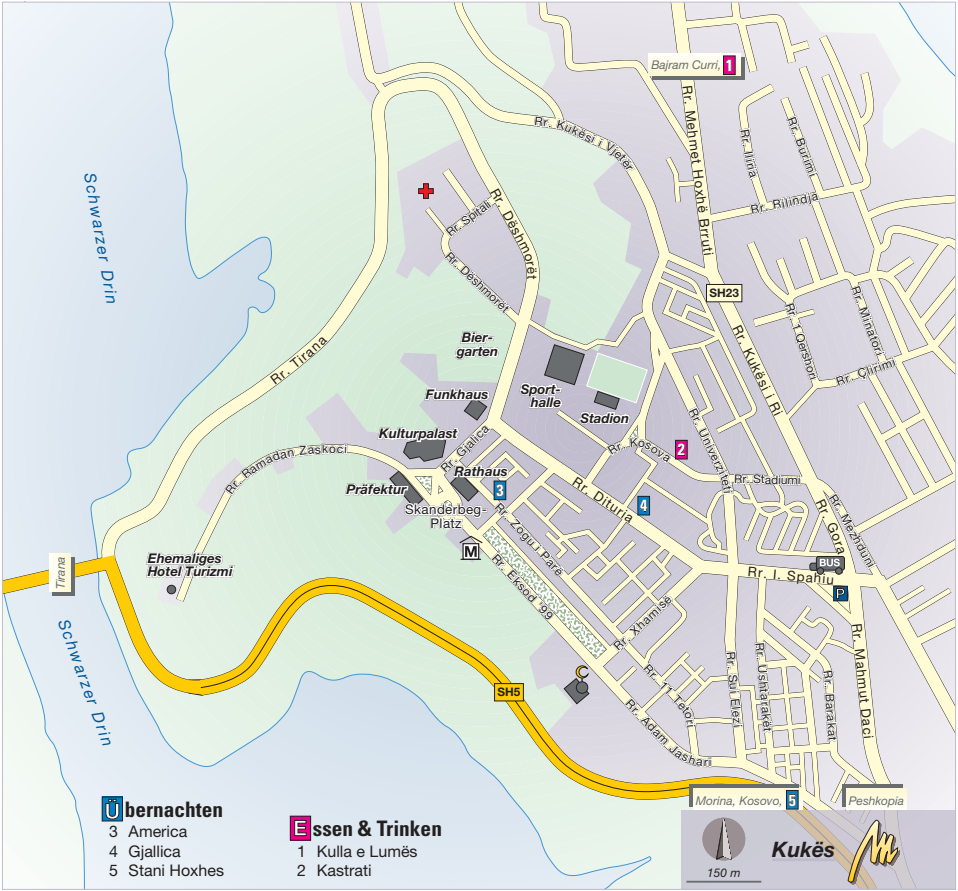 Bajram Curri, 1
Rr. Kukësi i Vjetër
Rr. Mehmet Hoxhë Brruti
Rr. Iliria
Rr. Burimi
Rr. Rilindja
Schwarzer Drin
Rr. Spitali
Rr. Dëshmorët
Rr. Dëshmorët
SH23
Rr. 1 Qershori
Rr. Minatori
Rr. Çlirimi
Rr. Tirana
Bier-
garten
Rr. Kukësi i Ri
Sport-
halle
Stadion
Funkhaus
Kulturpalast
Rr. Gjalica
Rr. Ramadan Zaskoci
Präfektur
Rathaus
3
Skanderbeg-
Platz
Rr. Kosova
2
Rr. Univerziteti
Rr. Stadiumi
4
Rr. Dituria
Rr. Gora
Rr. Mezhduni
Rr. Zogu i Parë
M
Rr. Eksod '99
Tirana
Ehemaliges
Hotel Turizmi
BUS
Rr. I. Spahiu
P
Rr. Xhamisë
Schwarzer Drin
SH5
Rr. 11 Tetori
Rr. Adam Jashari
Rr. Sul Elezi
Rr. Ushtarakët
Rr. Barakat
Rr. Mahmut Daci
Morina, Kosovo, 5
Peshkopia
Übernachten
3 America
4 Gjallica
5 Stani Hoxhes
Essen & Trinken
1 Kulla e Lumës
2 Kastrati
150 m
Kukës